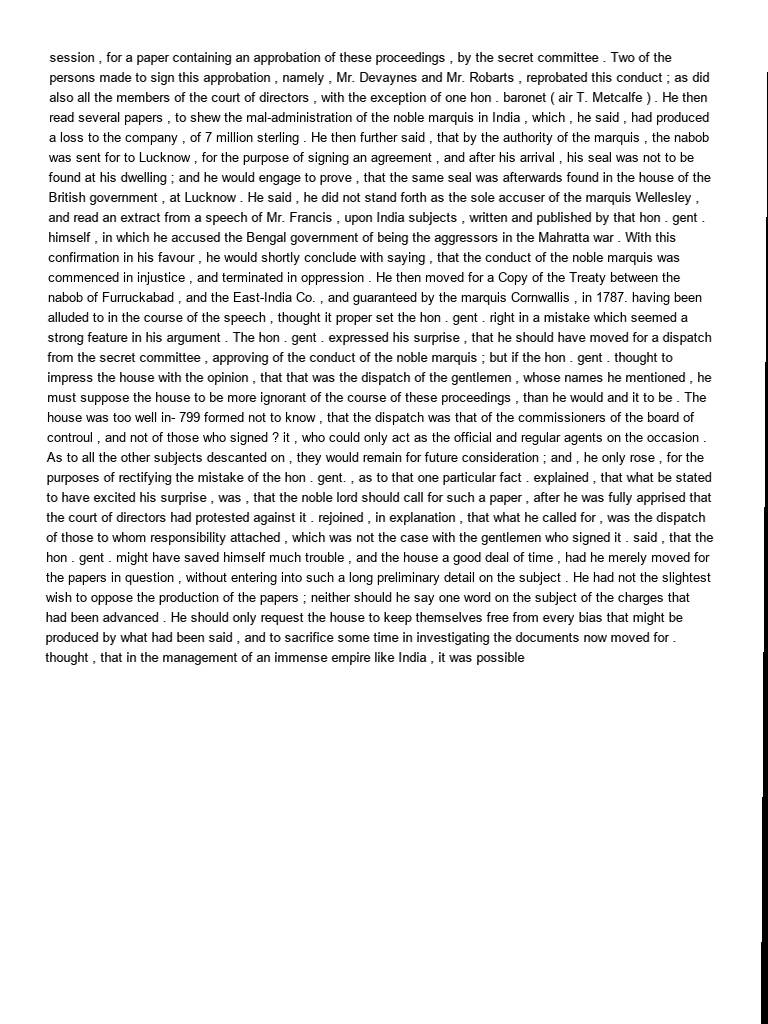 session , for a paper containing an approbation of these proceedings , by the secret committee . Two of the
persons made to sign this approbation , namely , Mr. Devaynes and Mr. Robarts , reprobated this conduct ; as did
also all the members of the court of directors , with the exception of one hon . baronet ( air T. Metcalfe ) . He then
read several papers , to shew the mal-administration of the noble marquis in India , which , he said , had produced
a loss to the company , of 7 million sterling . He then further said , that by the authority of the marquis , the nabob
was sent for to Lucknow , for the purpose of signing an agreement , and after his arrival , his seal was not to be
found at his dwelling ; and he would engage to prove , that the same seal was afterwards found in the house of the
British government , at Lucknow . He said , he did not stand forth as the sole accuser of the marquis Wellesley ,
and read an extract from a speech of Mr. Francis , upon India subjects , written and published by that hon . gent .
himself , in which he accused the Bengal government of being the aggressors in the Mahratta war . With this
confirmation in his favour , he would shortly conclude with saying , that the conduct of the noble marquis was
commenced in injustice , and terminated in oppression . He then moved for a Copy of the Treaty between the
nabob of Furruckabad , and the East-India Co. , and guaranteed by the marquis Cornwallis , in 1787. having been
alluded to in the course of the speech , thought it proper set the hon . gent . right in a mistake which seemed a
strong feature in his argument . The hon . gent . expressed his surprise , that he should have moved for a dispatch
from the secret committee , approving of the conduct of the noble marquis ; but if the hon . gent . thought to
impress the house with the opinion , that that was the dispatch of the gentlemen , whose names he mentioned , he
must suppose the house to be more ignorant of the course of these proceedings , than he would and it to be . The
house was too well in- 799 formed not to know , that the dispatch was that of the commissioners of the board of
controul , and not of those who signed ? it , who could only act as the official and regular agents on the occasion .
As to all the other subjects descanted on , they would remain for future consideration ; and , he only rose , for the
purposes of rectifying the mistake of the hon . gent. , as to that one particular fact . explained , that what be stated
to have excited his surprise , was , that the noble lord should call for such a paper , after he was fully apprised that
the court of directors had protested against it . rejoined , in explanation , that what he called for , was the dispatch
of those to whom responsibility attached , which was not the case with the gentlemen who signed it . said , that the
hon . gent . might have saved himself much trouble , and the house a good deal of time , had he merely moved for
the papers in question , without entering into such a long preliminary detail on the subject . He had not the slightest
wish to oppose the production of the papers ; neither should he say one word on the subject of the charges that
had been advanced . He should only request the house to keep themselves free from every bias that might be
produced by what had been said , and to sacrifice some time in investigating the documents now moved for .
thought , that in the management of an immense empire like India , it was possible